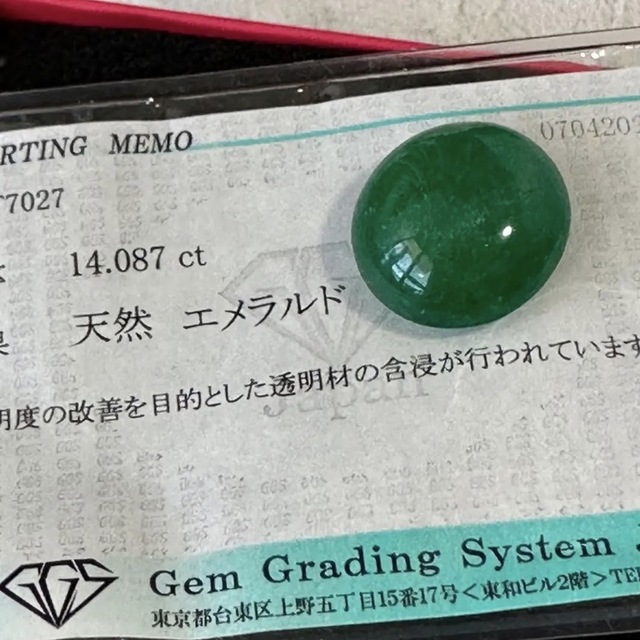 RTING MEMO
0704202
7027
14.087 ct
天然 エメラルド
明度の改善を目的とした透明材の含浸が行われています
Japan
GGS
Gem Grading System
東京都台東区上野五丁目15番17号＜東和ビル2階＞TE